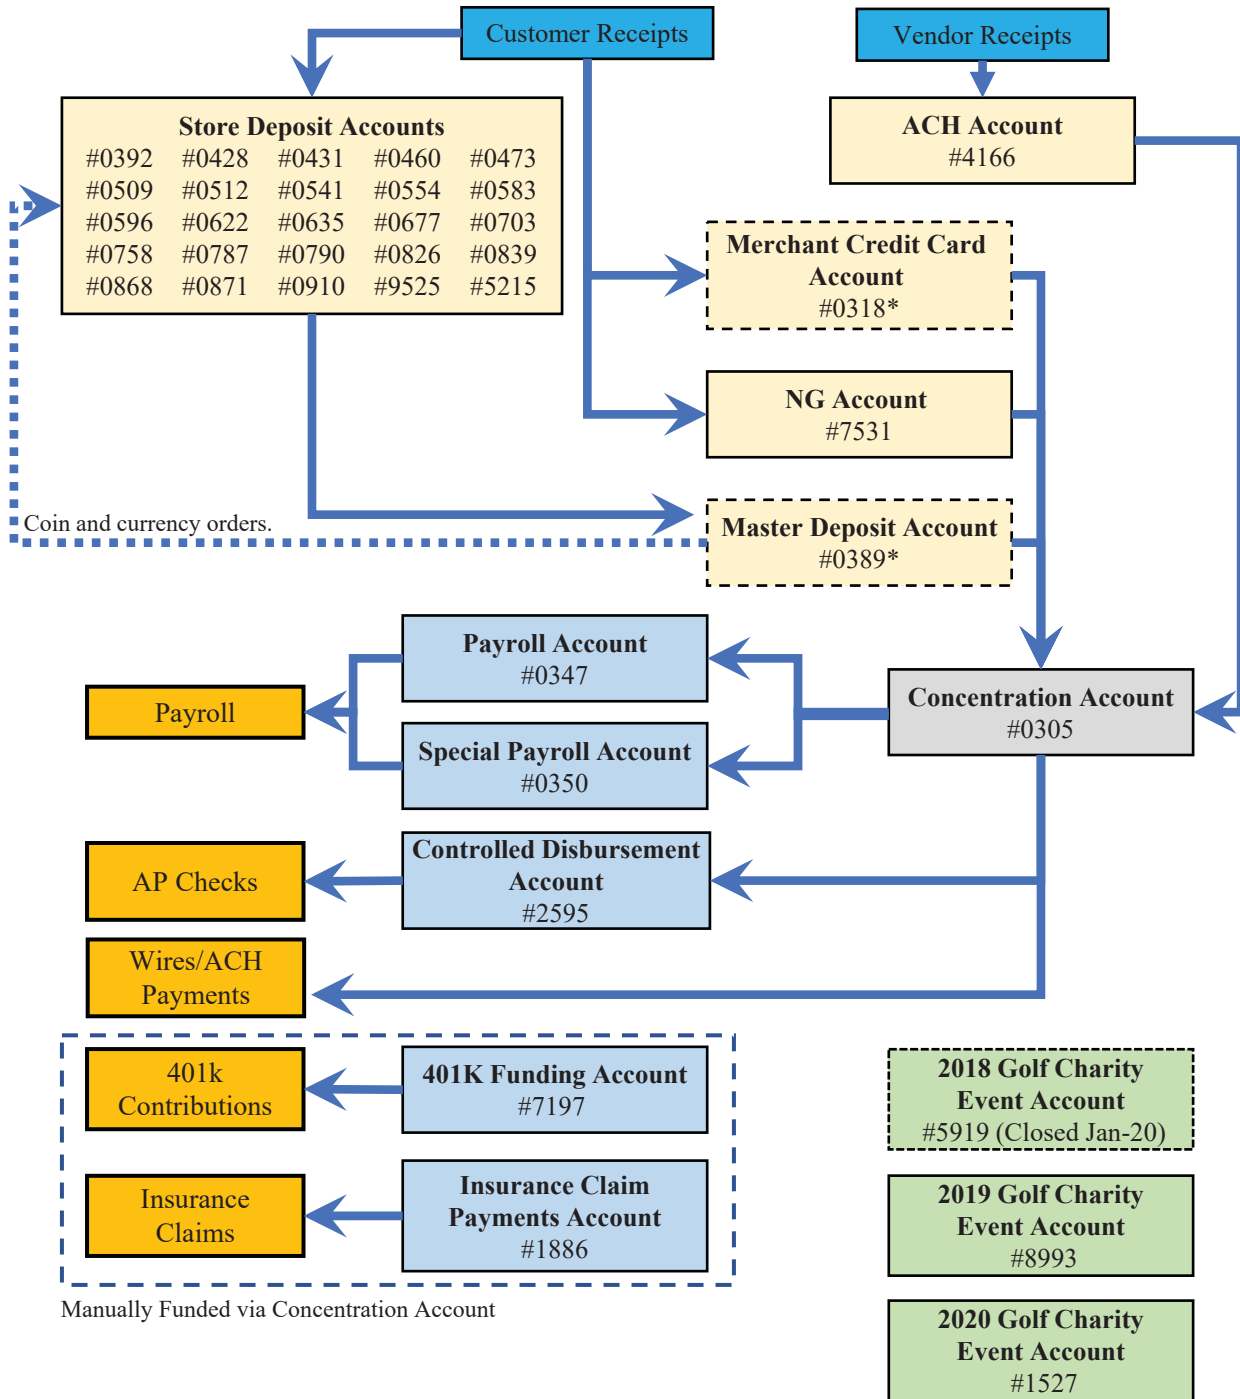 Customer Receipts
Vendor Receipts
Store Deposit Accounts
#0392 #0428 #0431 #0460 #0473
#0509 #0512 #0541 #0554 #0583
#0596 #0622 #0635 #0677 #0703
#0758 #0787 #0790 #0826 #0839
#0868 #0871 #0910 #9525 #5215
ACH Account
#4166
Merchant Credit Card
Account
#0318*
NG Account
#7531
Coin and currency orders.
Master Deposit Account
#0389*
Payroll Account
#0347
Payroll
Special Payroll Account
#0350
Concentration Account
#0305
AP Checks
Controlled Disbursement
Account
#2595
Wires/ACH
Payments
401k
Contributions
401K Funding Account
#7197
Insurance
Claims
Insurance Claim
Payments Account
#1886
Manually Funded via Concentration Account
2018 Golf Charity
Event Account
#5919 (Closed Jan-20)
2019 Golf Charity
Event Account
#8993
2020 Golf Charity
Event Account
#1527